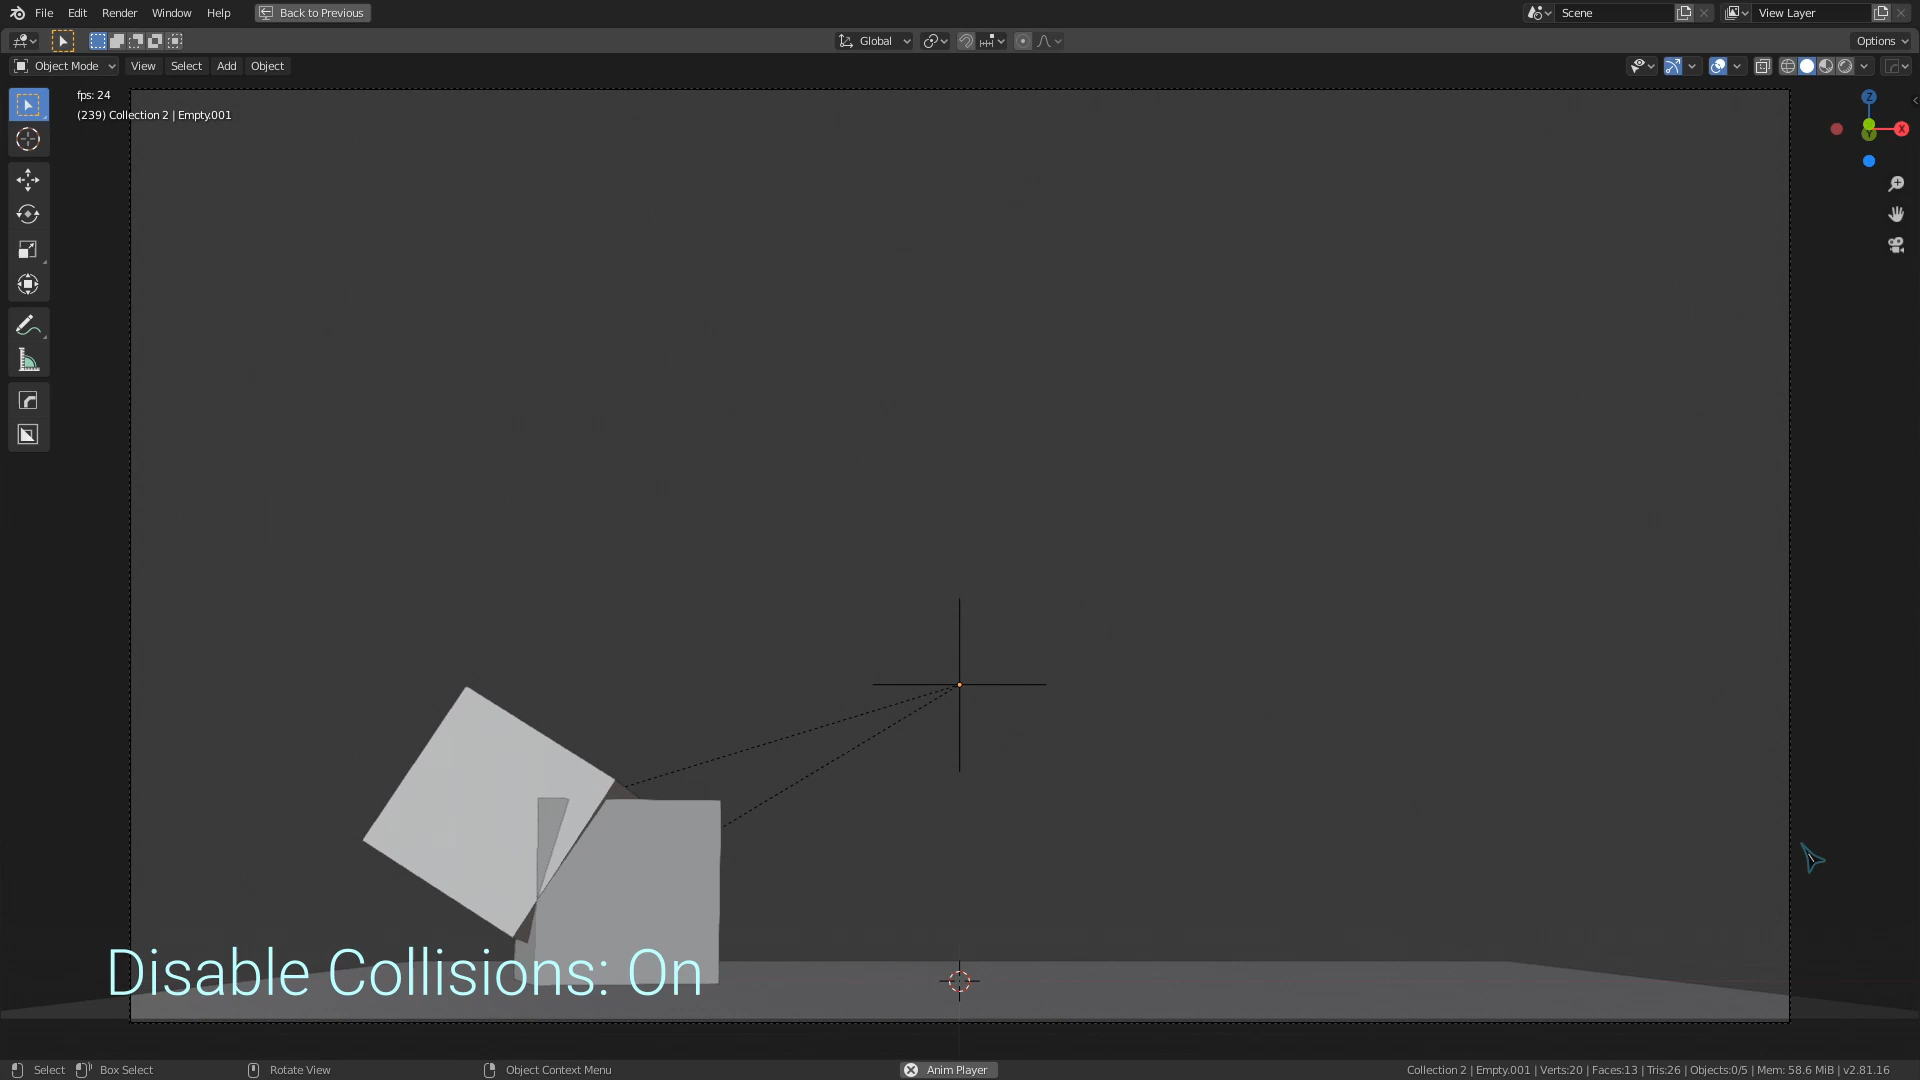 File Edit Render Window Help Back to Previous Scene View Layer
Global Options
Object Mode View Select Add Object
fps: 24
(239) Collection 2 | Empty.001
Z
Y X
Disable Collisions: On
Select Box Select Rotate View Object Context Menu Anim Player Collection 2 | Empty.001 | Verts:20 | Faces:13 | Tris:26 | Objects:0/5 | Mem: 58.6 MiB | v2.81.16